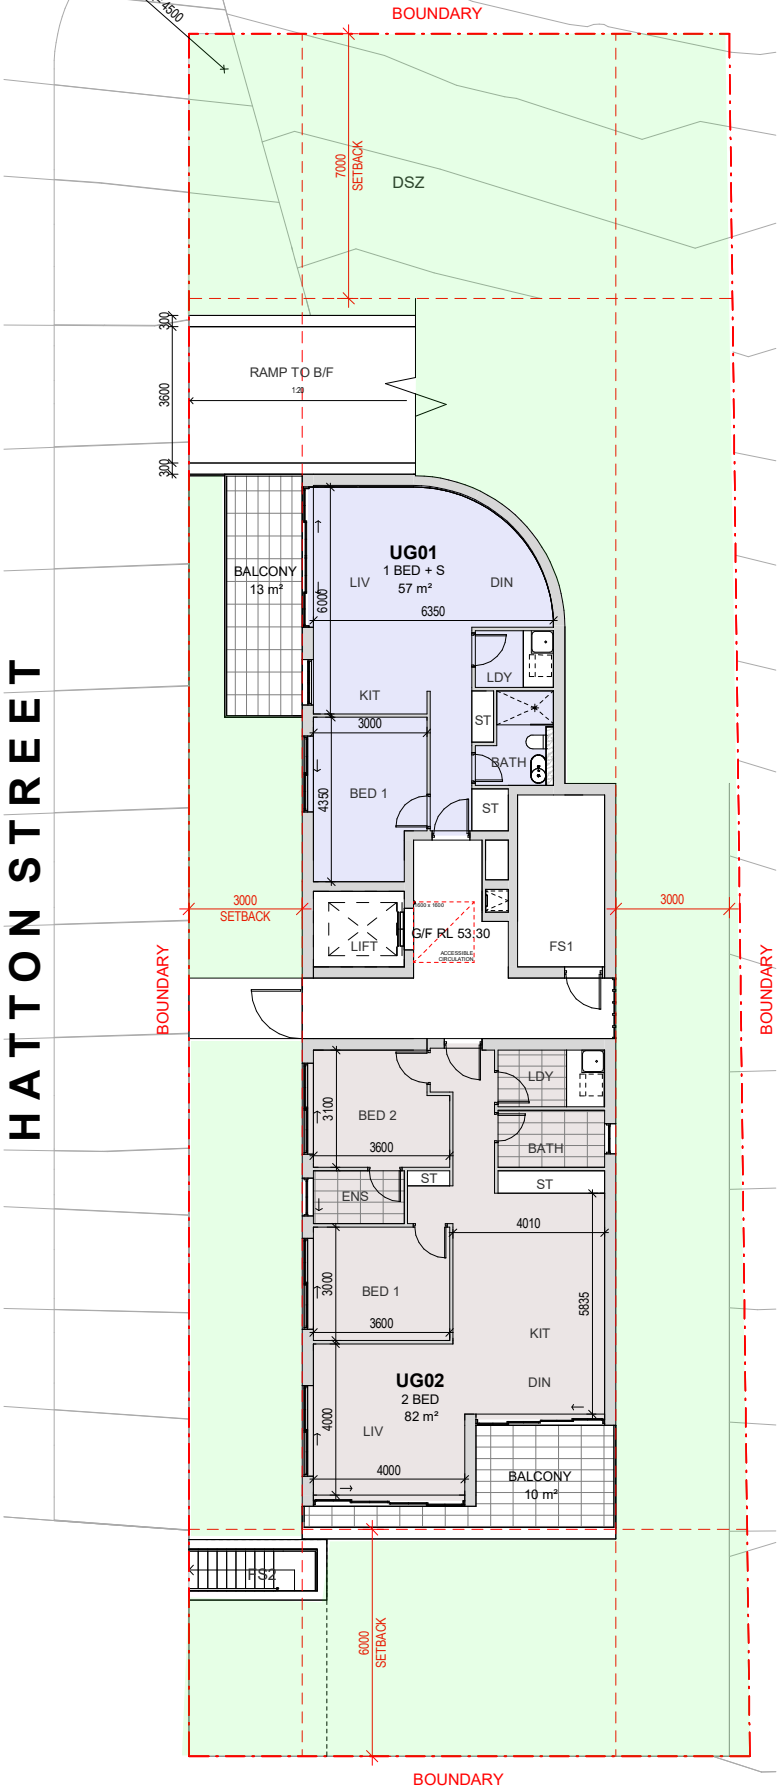 BOUNDARY
4500
7000
SETBACK
DSZ
300
3600
300
RAMP TO B/F
1:20
UG01
1 BED + S
57 m²
BALCONY
13 m²
LIV
DIN
6000
6350
LDY
KIT
ST
3000
BATH
4350
BED 1
ST
HATTON STREET
3000
SETBACK
3000
G/F RL 53.30
LIFT
ACCESSIBLE
CIRCULATION
FS1
BOUNDARY
BOUNDARY
LDY
3100
BED 2
3600
BATH
ENS
ST
ST
4010
3000
BED 1
3600
5835
KIT
UG02
2 BED
82 m²
DIN
4000
LIV
4000
BALCONY
10 m²
FS2
6000
SETBACK
BOUNDARY